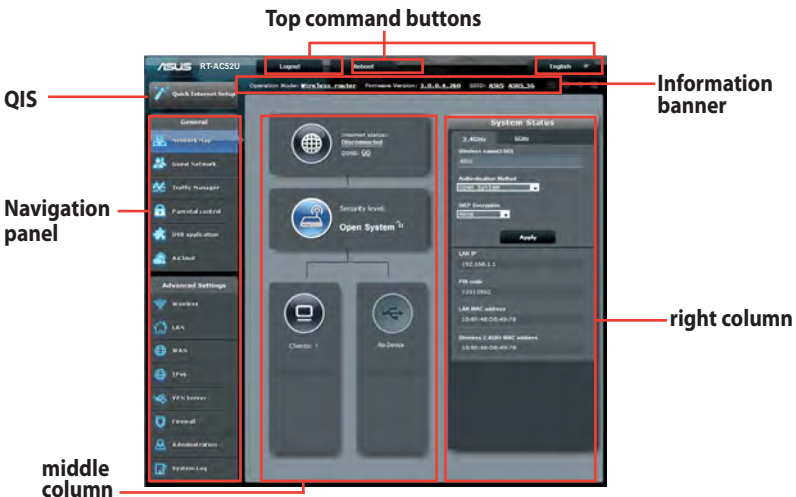 Top command buttons
ASUS RT-AC52U
Logout
Reboot
English
QIS
Quick Internet Setup
Operation Mode: Wireless router Firmware Version: 3.0.0.4.260 SSID: ASUS ASUS_5G
Information
banner
General
Network Map
Guest Network
Traffic Manager
Parental control
USB application
AiCloud
Navigation
panel
Advanced Settings
Wireless
LAN
WAN
IPv6
VPN Server
Firewall
Administration
System Log
Internet status:
Disconnected
DDNS: GO
Security level:
Open System
Clients: 1
No Device
System Status
2.4GHz
5GHz
Wireless name(SSID)
ASUS
Authentication Method
Open System
WEP Encryption
None
Apply
LAN IP
192.168.1.1
PIN code
LAN MAC address
Wireless 2.4GHz MAC address
right column
middle
column